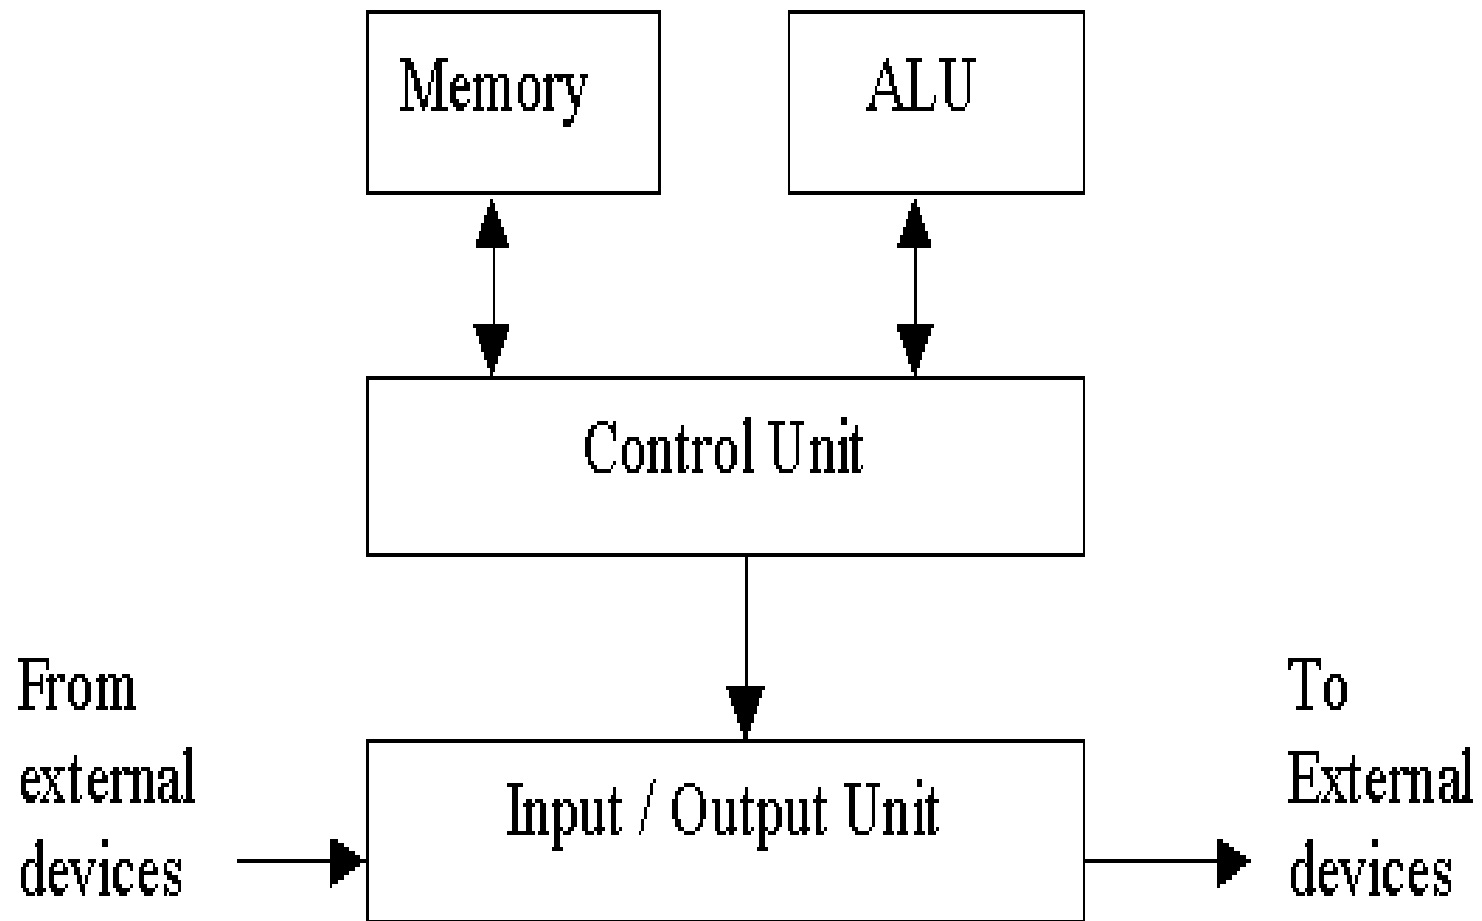 Memory
ALU
Control Unit
From
external
devices
Input / Output Unit
To
External
devices